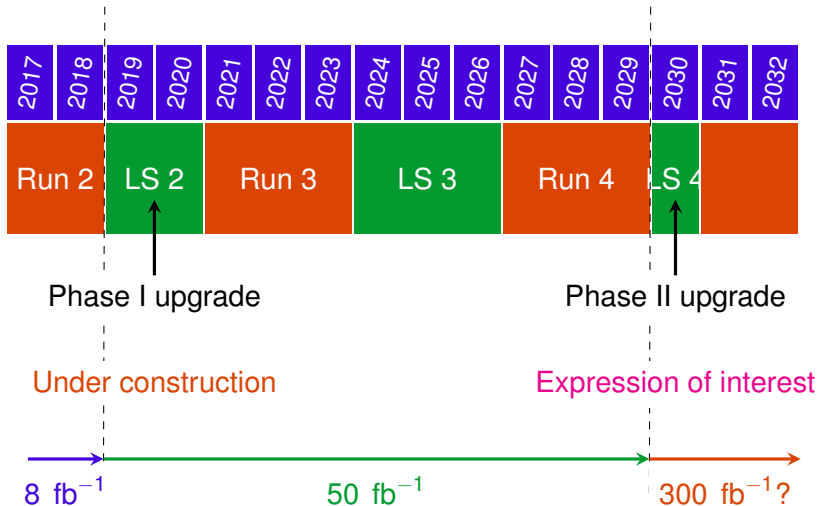 2017 2018 2019 2020 2021 2022 2023 2024 2025 2026 2027 2028 2029 2030 2031 2032
Run 2 LS 2 Run 3 LS 3 Run 4 LS 4
Phase I upgrade Phase II upgrade
Under construction Expression of interest
8 fb⁻¹ 50 fb⁻¹ 300 fb⁻¹?